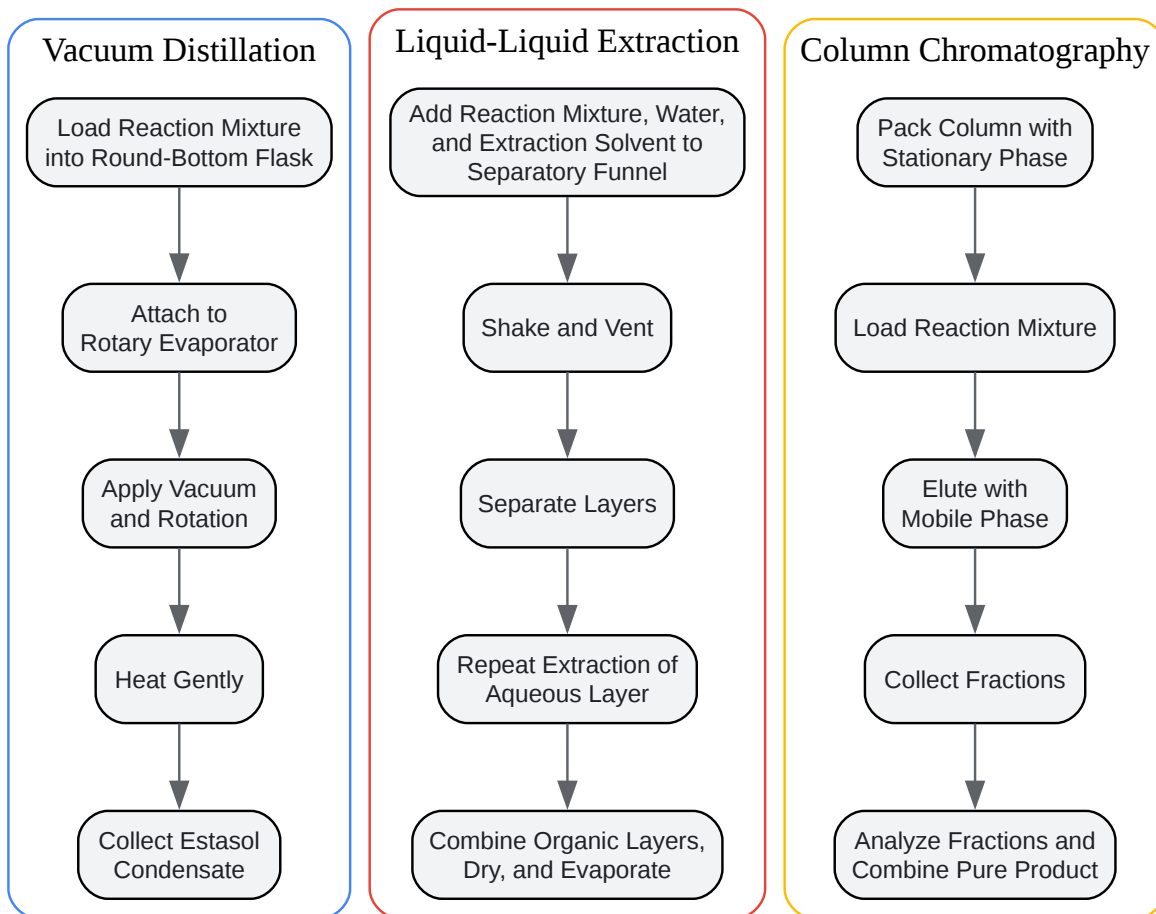 Vacuum Distillation
Load Reaction Mixture
into Round-Bottom Flask
Attach to
Rotary Evaporator
Apply Vacuum
and Rotation
Heat Gently
Collect Estasol
Condensate
Liquid-Liquid Extraction
Add Reaction Mixture, Water,
and Extraction Solvent to
Separatory Funnel
Shake and Vent
Separate Layers
Repeat Extraction of
Aqueous Layer
Combine Organic Layers,
Dry, and Evaporate
Column Chromatography
Pack Column with
Stationary Phase
Load Reaction Mixture
Elute with
Mobile Phase
Collect Fractions
Analyze Fractions and
Combine Pure Product